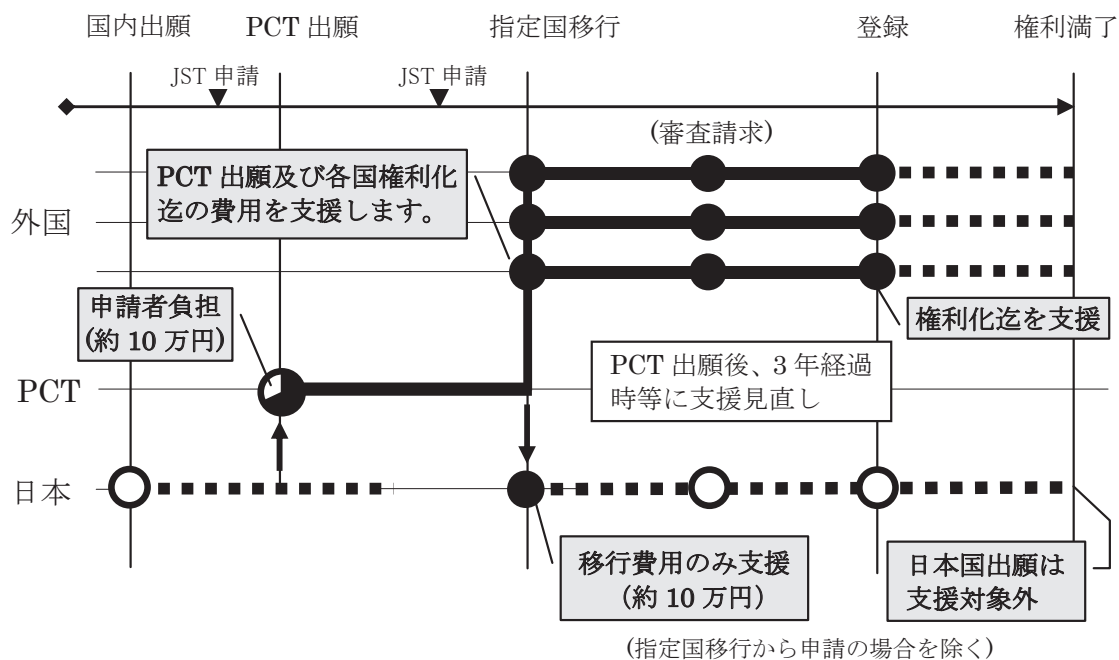 国内出願 PCT 出願 指定国移行 登録 権利満了
JST 申請 JST 申請
(審査請求)
PCT 出願及び各国権利化
迄の費用を支援します。
外国
申請者負担
(約 10 万円)
権利化迄を支援
PCT 出願後、3 年経過
時等に支援見直し
PCT
日本
移行費用のみ支援
(約 10 万円)
日本国出願は
支援対象外
(指定国移行から申請の場合を除く)